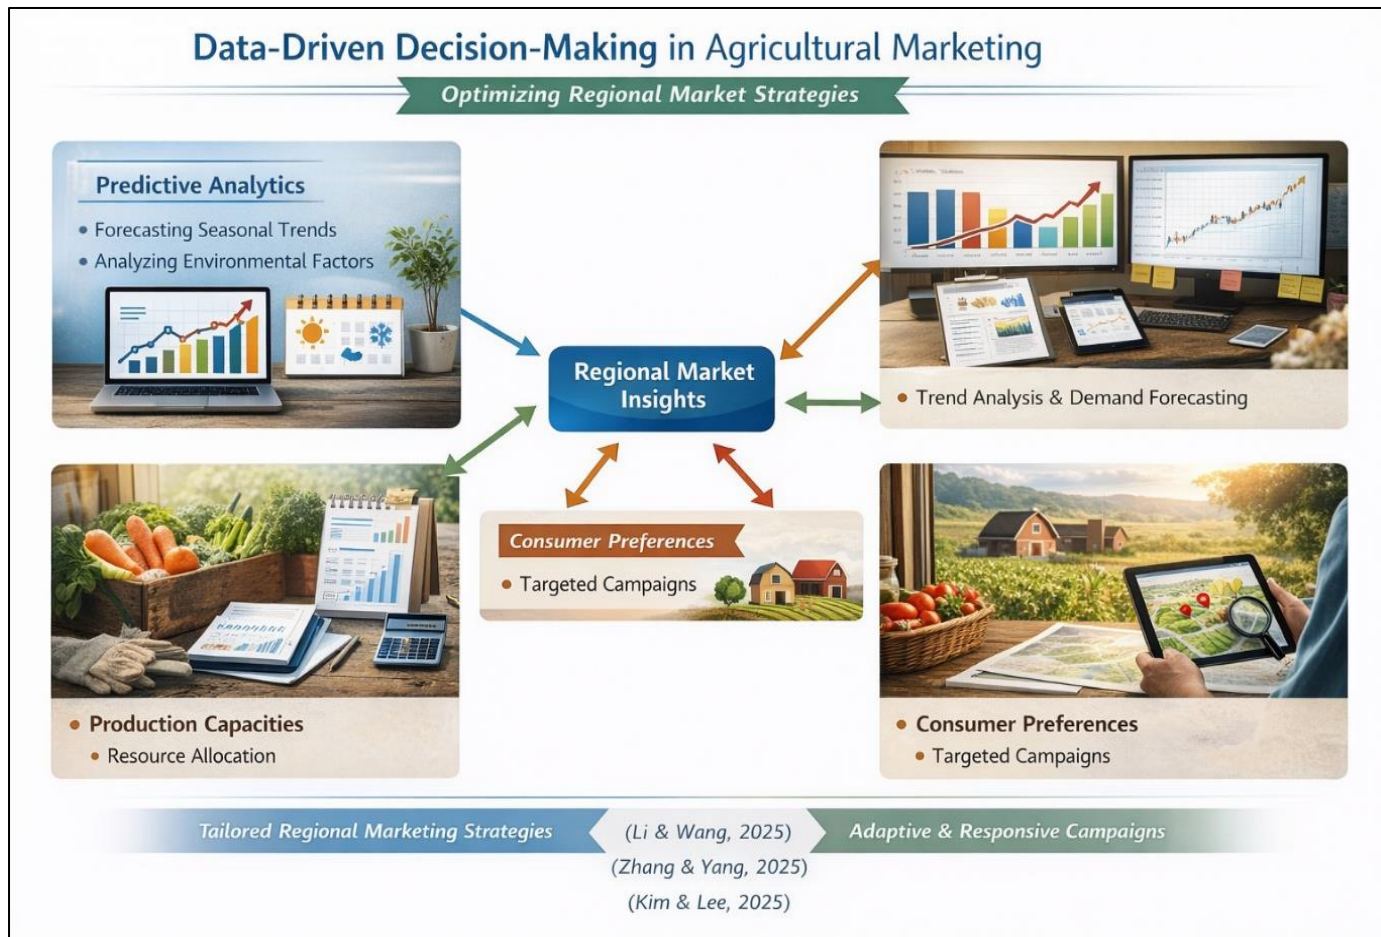 Data-Driven Decision-Making in Agricultural Marketing
Optimizing Regional Market Strategies
Predictive Analytics
• Forecasting Seasonal Trends
• Analyzing Environmental Factors
Regional Market
Insights
• Trend Analysis & Demand Forecasting
Consumer Preferences
• Targeted Campaigns
• Production Capacities
• Resource Allocation
• Consumer Preferences
• Targeted Campaigns
Tailored Regional Marketing Strategies
(Li & Wang, 2025)
Adaptive & Responsive Campaigns
(Zhang & Yang, 2025)
(Kim & Lee, 2025)